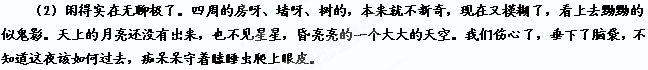 （2）闲得实在无聊极了。四周的房呀、墙呀、树的，本来就不新奇，现在又模糊了，看上去黝黝的
似鬼影。天上的月亮还没有出来，也不见星星，昏亮亮的一个大大的天空。我们伤心了，垂下了脑袋，不
知道这夜该如何过去，痴呆呆守着瞌睡虫爬上眼皮。